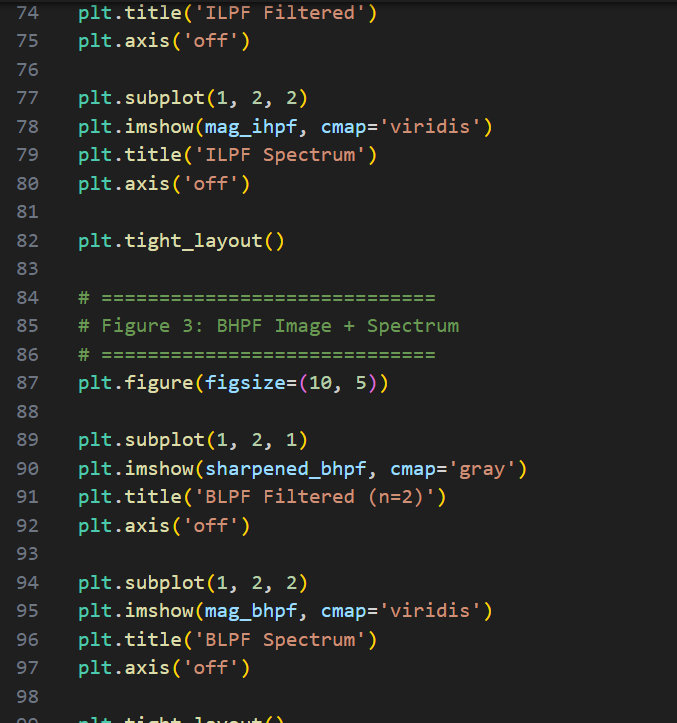 74 plt.title('ILPF Filtered')
75 plt.axis('off')
76
77 plt.subplot(1, 2, 2)
78 plt.imshow(mag_ihpf, cmap='viridis')
79 plt.title('ILPF Spectrum')
80 plt.axis('off')
81
82 plt.tight_layout()
83
84 # =============================
85 # Figure 3: BHPF Image + Spectrum
86 # =============================
87 plt.figure(figsize=(10, 5))
88
89 plt.subplot(1, 2, 1)
90 plt.imshow(sharpened_bhpf, cmap='gray')
91 plt.title('BLPF Filtered (n=2)')
92 plt.axis('off')
93
94 plt.subplot(1, 2, 2)
95 plt.imshow(mag_bhpf, cmap='viridis')
96 plt.title('BLPF Spectrum')
97 plt.axis('off')
98
99 plt.tight_layout()